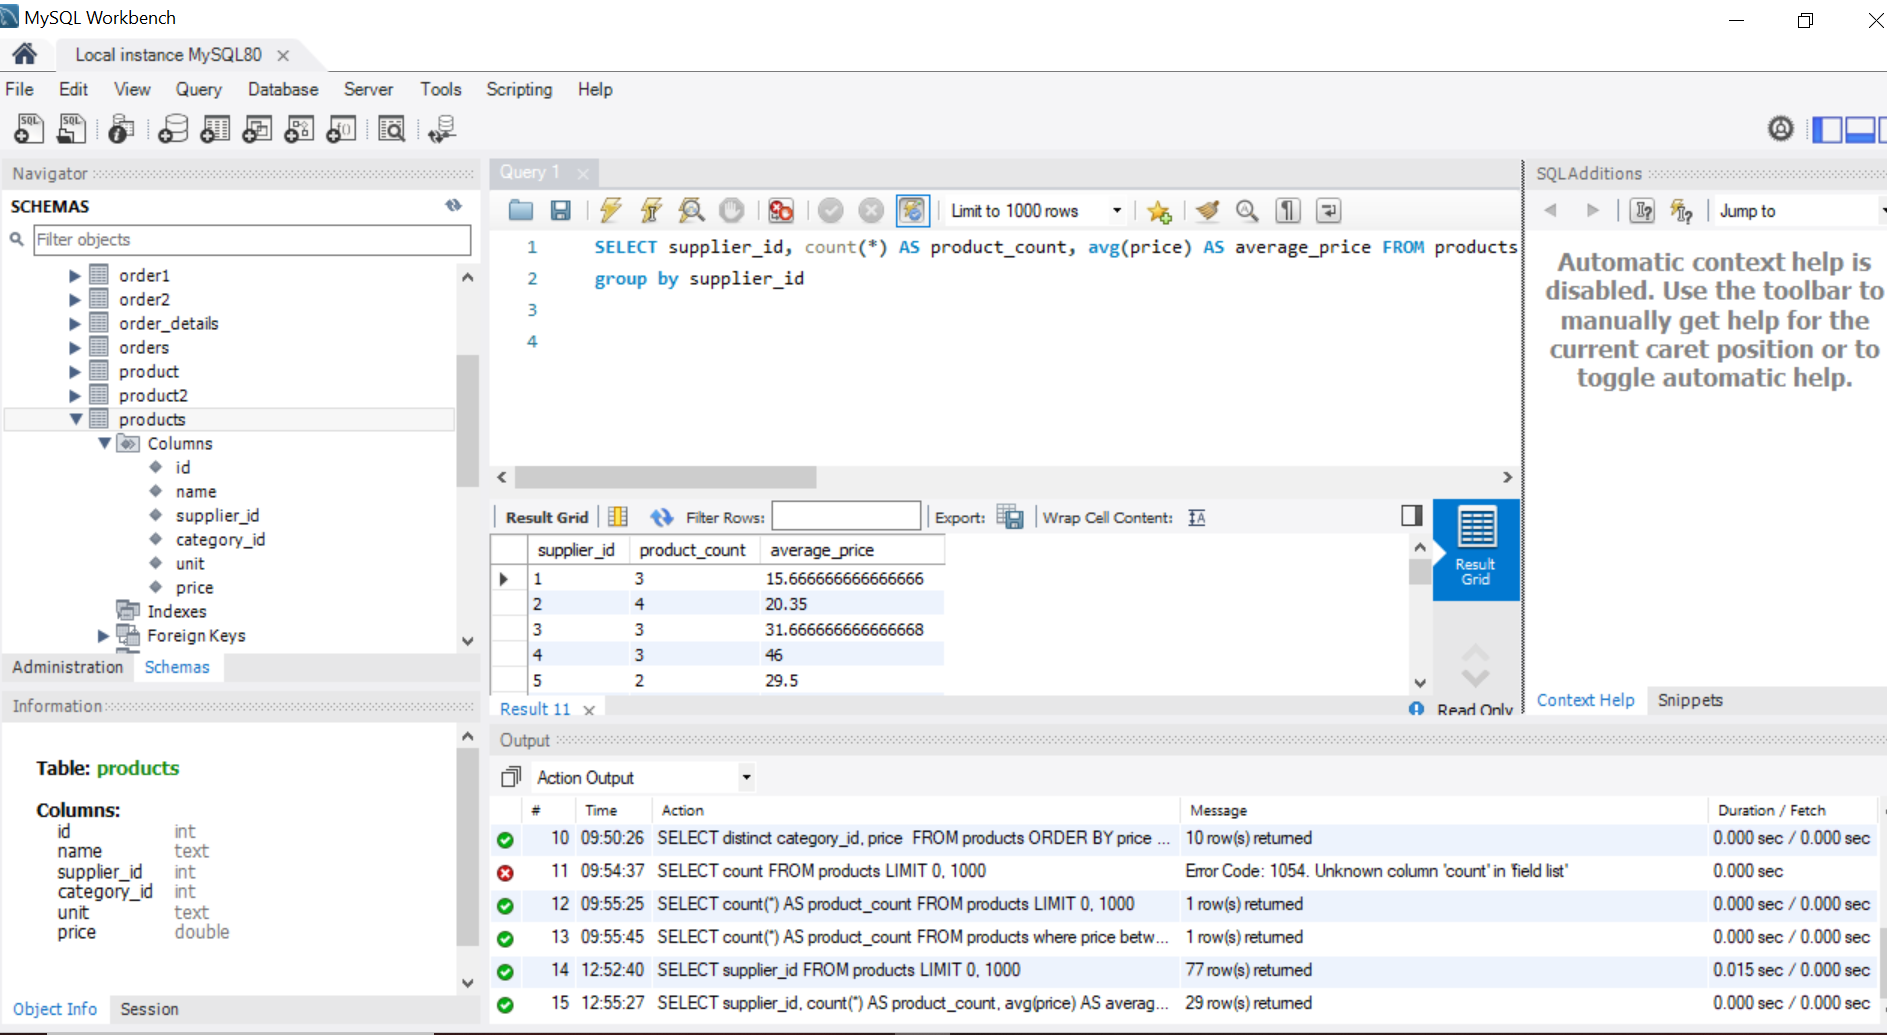 MySQL Workbench
Local instance MySQL80
File Edit View Query Database Server Tools Scripting Help
Navigator
SCHEMAS
Filter objects
order1
order2
order_details
orders
product
product2
products
Columns
id
name
supplier_id
category_id
unit
price
Indexes
Foreign Keys
Administration Schemas
Information
Table: products
Columns:
id int
name text
supplier_id int
category_id int
unit text
price double
Object Info Session
Query 1
Limit to 1000 rows
1 SELECT supplier_id, count(*) AS product_count, avg(price) AS average_price FROM products
2 group by supplier_id
3
4
Result Grid Filter Rows: Export: Wrap Cell Content:
supplier_id product_count average_price
1 3 15.666666666666666
2 4 20.35
3 3 31.666666666666668
4 3 46
5 2 29.5
Result Grid
Result 11 Read Only
SQLAdditions
Jump to
Automatic context help is
disabled. Use the toolbar to
manually get help for the
current caret position or to
toggle automatic help.
Context Help Snippets
Output
Action Output
# Time Action Message Duration / Fetch
10 09:50:26 SELECT distinct category_id, price FROM products ORDER BY price ... 10 row(s) returned 0.000 sec / 0.000 sec
11 09:54:37 SELECT count FROM products LIMIT 0, 1000 Error Code: 1054. Unknown column 'count' in 'field list' 0.000 sec
12 09:55:25 SELECT count(*) AS product_count FROM products LIMIT 0, 1000 1 row(s) returned 0.000 sec / 0.000 sec
13 09:55:45 SELECT count(*) AS product_count FROM products where price betw... 1 row(s) returned 0.000 sec / 0.000 sec
14 12:52:40 SELECT supplier_id FROM products LIMIT 0, 1000 77 row(s) returned 0.015 sec / 0.000 sec
15 12:55:27 SELECT supplier_id, count(*) AS product_count, avg(price) AS averag... 29 row(s) returned 0.000 sec / 0.000 sec